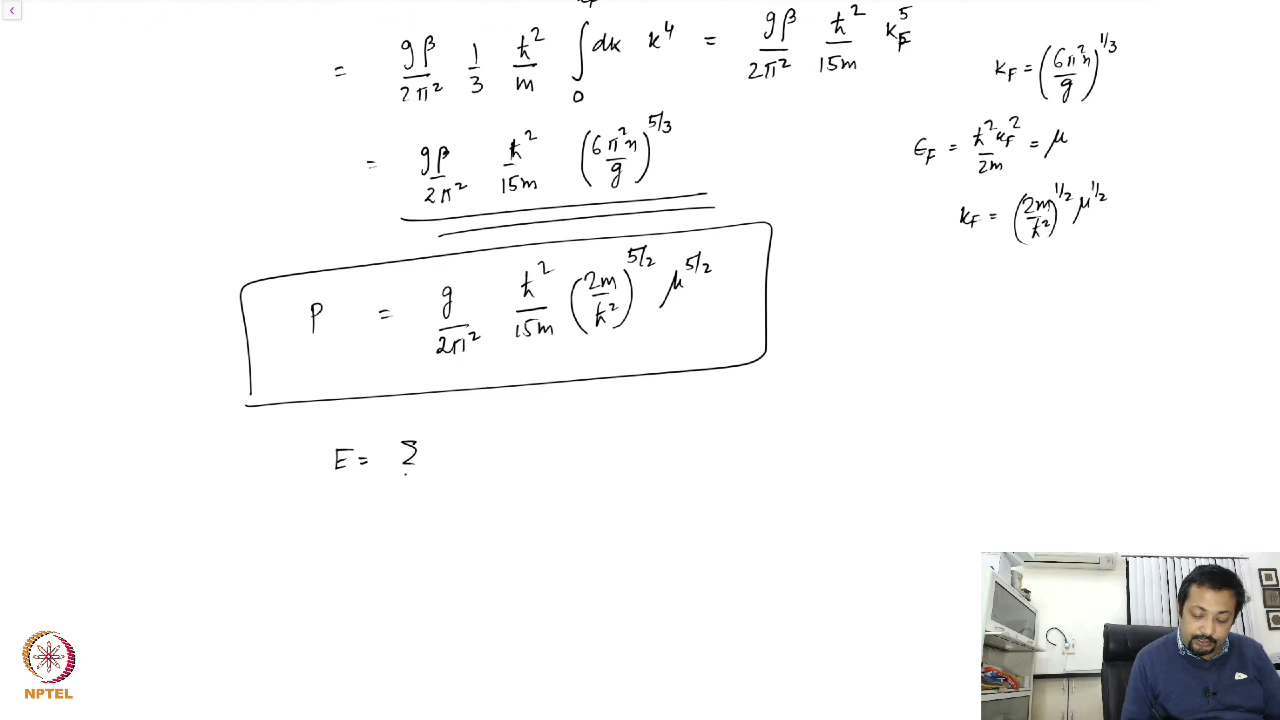 = gβ/2π² 1/3 ħ²/m ∫₀ dk k⁴ = gβ/2π² ħ²/15m k_F⁵
k_F = (6π²n/g)^1/3
= gβ/2π² ħ²/15m (6π²n/g)^5/3
ϵ_F = ħ²k_F²/2m = μ
k_F = (2m/ħ²)^1/2 μ^1/2
P = g/2π² ħ²/15m (2m/ħ²)^5/2 μ^5/2
E = Σ
NPTEL